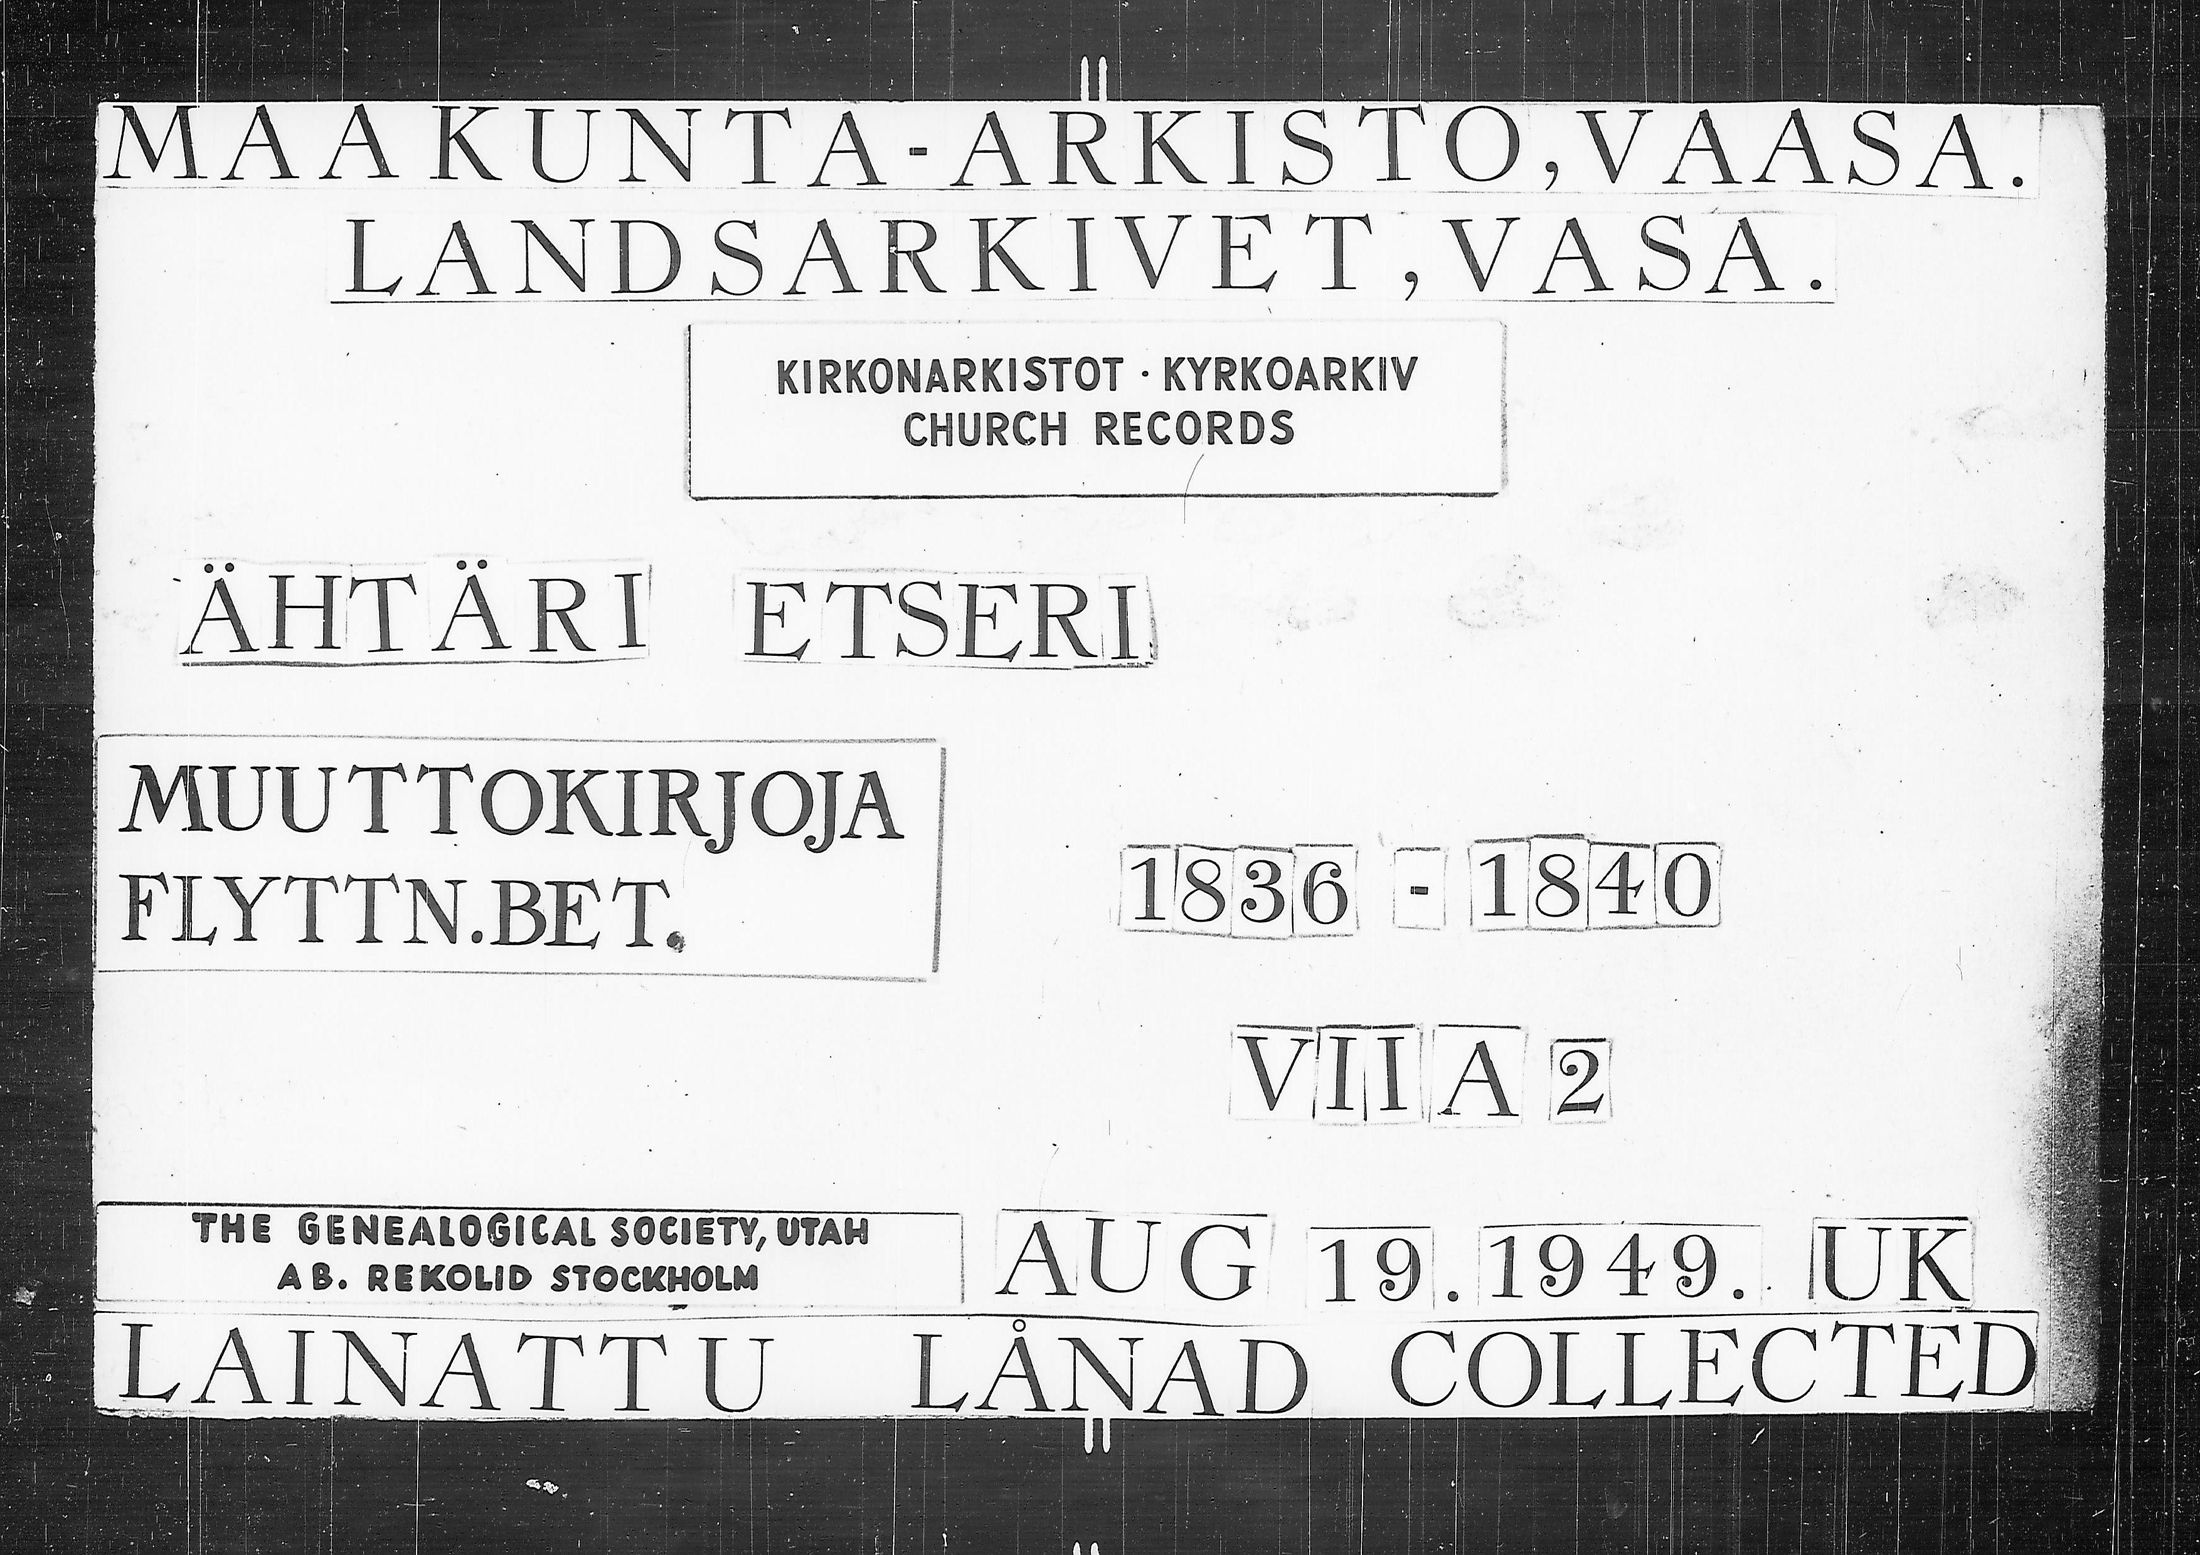 MAAKUNTA-ARKISTO, VAASA.
LANDSARKIVET, VASA.
KIRKONARKISTOT · KYRKOARKIV
CHURCH RECORDS
ÄHTÄRI ETSERI
MUUTTOKIRJOJA
FLYTTN.BET.
1836 - 1840
VII A 2
THE GENEALOGICAL SOCIETY, UTAH
AB. REKOLID STOCKHOLM
AUG 19. 1949. UK
LAINATTU LÅNAD COLLECTED